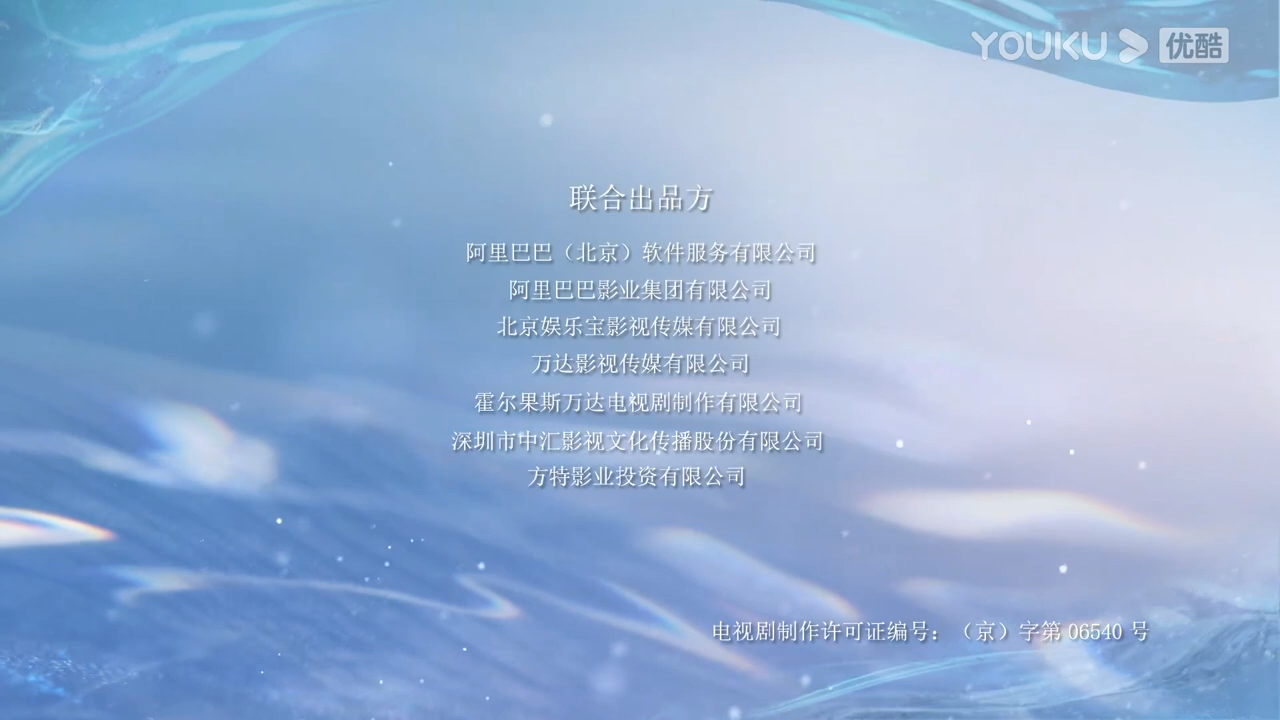 YOUKU 优酷
联合出品方
阿里巴巴（北京）软件服务有限公司
阿里巴巴影业集团有限公司
北京娱乐宝影视传媒有限公司
万达影视传媒有限公司
霍尔果斯万达电视剧制作有限公司
深圳市中汇影视文化传播股份有限公司
方特影业投资有限公司
电视剧制作许可证编号：（京）字第 06540 号